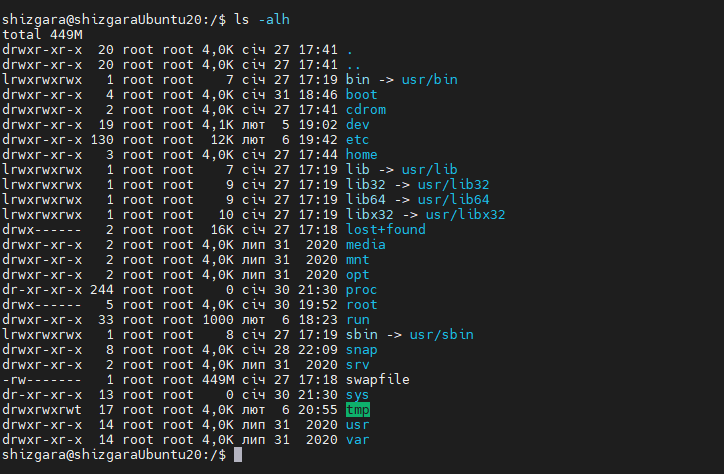 shizgara@shizgaraUbuntu20:/$ ls -alh
total 449M
drwxr-xr-x  20 root root 4,0K січ 27 17:41 .
drwxr-xr-x  20 root root 4,0K січ 27 17:41 ..
lrwxrwxrwx   1 root root    7 січ 27 17:19 bin -> usr/bin
drwxr-xr-x   4 root root 4,0K січ 31 18:46 boot
drwxrwxr-x   2 root root 4,0K січ 27 17:41 cdrom
drwxr-xr-x  19 root root 4,1K лют  5 19:02 dev
drwxr-xr-x 130 root root  12K лют  6 19:42 etc
drwxr-xr-x   3 root root 4,0K січ 27 17:44 home
lrwxrwxrwx   1 root root    7 січ 27 17:19 lib -> usr/lib
lrwxrwxrwx   1 root root    9 січ 27 17:19 lib32 -> usr/lib32
lrwxrwxrwx   1 root root    9 січ 27 17:19 lib64 -> usr/lib64
lrwxrwxrwx   1 root root   10 січ 27 17:19 libx32 -> usr/libx32
drwx------   2 root root  16K січ 27 17:18 lost+found
drwxr-xr-x   2 root root 4,0K лип 31  2020 media
drwxr-xr-x   2 root root 4,0K лип 31  2020 mnt
drwxr-xr-x   2 root root 4,0K лип 31  2020 opt
dr-xr-xr-x 244 root root    0 січ 30 21:30 proc
drwx------   5 root root 4,0K січ 30 19:52 root
drwxr-xr-x  33 root root 1000 лют  6 18:23 run
lrwxrwxrwx   1 root root    8 січ 27 17:19 sbin -> usr/sbin
drwxr-xr-x   8 root root 4,0K січ 28 22:09 snap
drwxr-xr-x   2 root root 4,0K лип 31  2020 srv
-rw-------   1 root root 449M січ 27 17:18 swapfile
dr-xr-xr-x  13 root root    0 січ 30 21:30 sys
drwxrwxrwt  17 root root 4,0K лют  6 20:55 tmp
drwxr-xr-x  14 root root 4,0K лип 31  2020 usr
drwxr-xr-x  14 root root 4,0K лип 31  2020 var
shizgara@shizgaraUbuntu20:/$